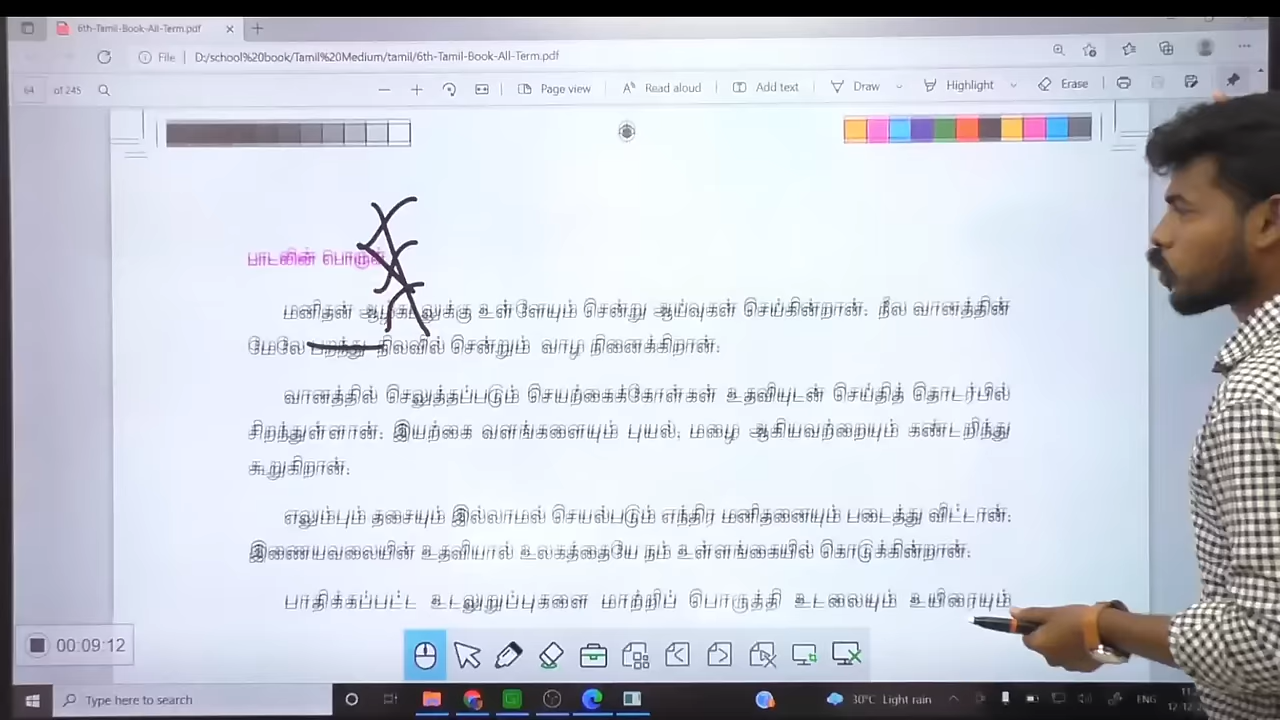 6th-Tamil-Book-All-Term.pdf
File D:/school%20book/Tamil%20Medium/tamil/6th-Tamil-Book-All-Term.pdf
64 of 245 Page view Read aloud Add text Draw Highlight Erase
பாடலின் பொருள்
மனிதன் ஆழ்கடலுக்கு உள்ளேயும் சென்று ஆய்வுகள் செய்கின்றான்; நீல வானத்தின்
மேலே பறந்து நிலவில் சென்றும் வாழ நினைக்கிறான்;
வானத்தில் செலுத்தப்படும் செயற்கைக்கோள்கள் உதவியுடன் செய்தித் தொடர்பில்
சிறந்துள்ளான்; இயற்கை வளங்களையும் புயல், மழை ஆகியவற்றையும் கண்டறிந்து
கூறுகிறான்;
எலும்பும் தசையும் இல்லாமல் செயல்படும் எந்திர மனிதனையும் படைத்து விட்டான்;
இணையவலையின் உதவியால் உலகத்தையே நம் உள்ளங்கையில் கொடுக்கின்றான்.
பாதிக்கப்பட்ட உடலுறுப்புகளை மாற்றிப் பொருத்தி உடலையும் உயிரையும்
00:09:12
Type here to search 30°C Light rain ENG